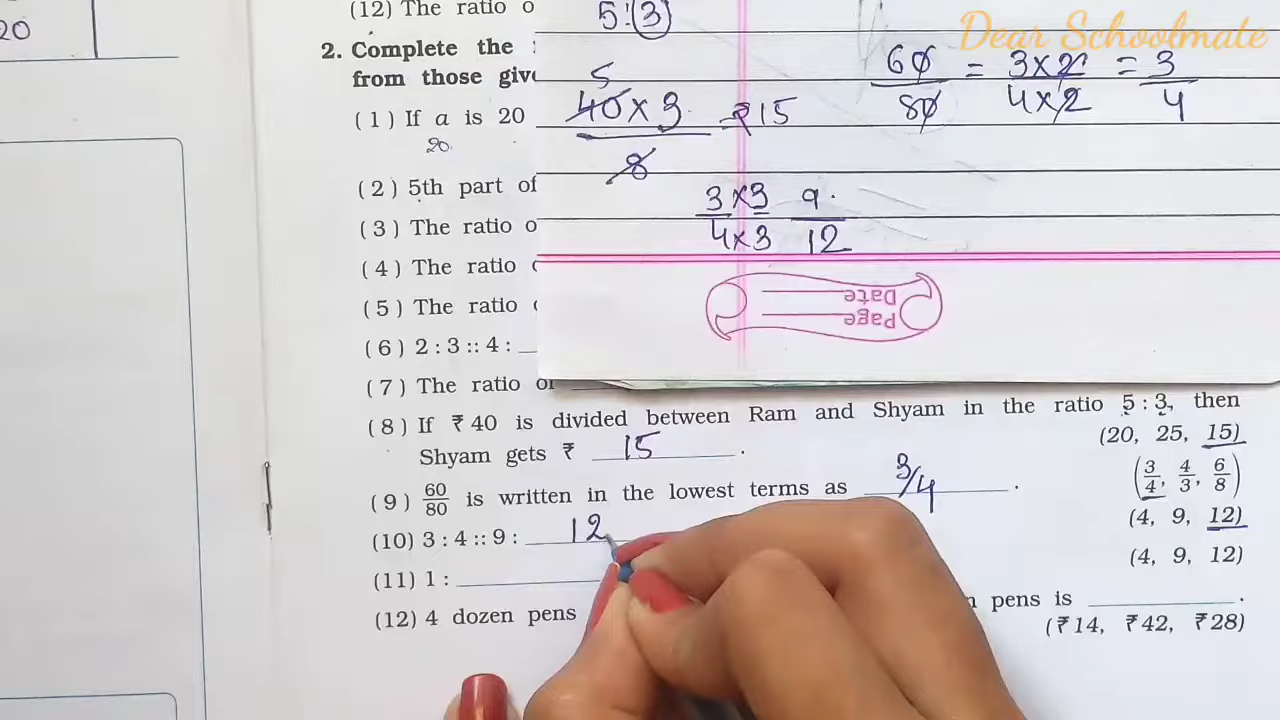 Dear Schoolmate
20
(12) The ratio o
5:3
2. Complete the
from those give
60/80 = 3×2/4×2 = 3/4
5
40×3/8 = ₹15
(1) If a is 20
20
3×3/4×3 9/12
(2) 5th part of
(3) The ratio o
(4) The ratio
(5) The ratio
Page
Date
(6) 2 : 3 :: 4 : ___
(7) The ratio of ___
(8) If ₹ 40 is divided between Ram and Shyam in the ratio 5 : 3, then
Shyam gets ₹ 15 . (20, 25, 15)
(9) 60/80 is written in the lowest terms as 3/4 . (3/4, 4/3, 6/8)
(10) 3 : 4 :: 9 : 12 (4, 9, 12)
(11) 1 : ___ (4, 9, 12)
(12) 4 dozen pens pens is ___ .
(₹ 14, ₹ 42, ₹ 28)